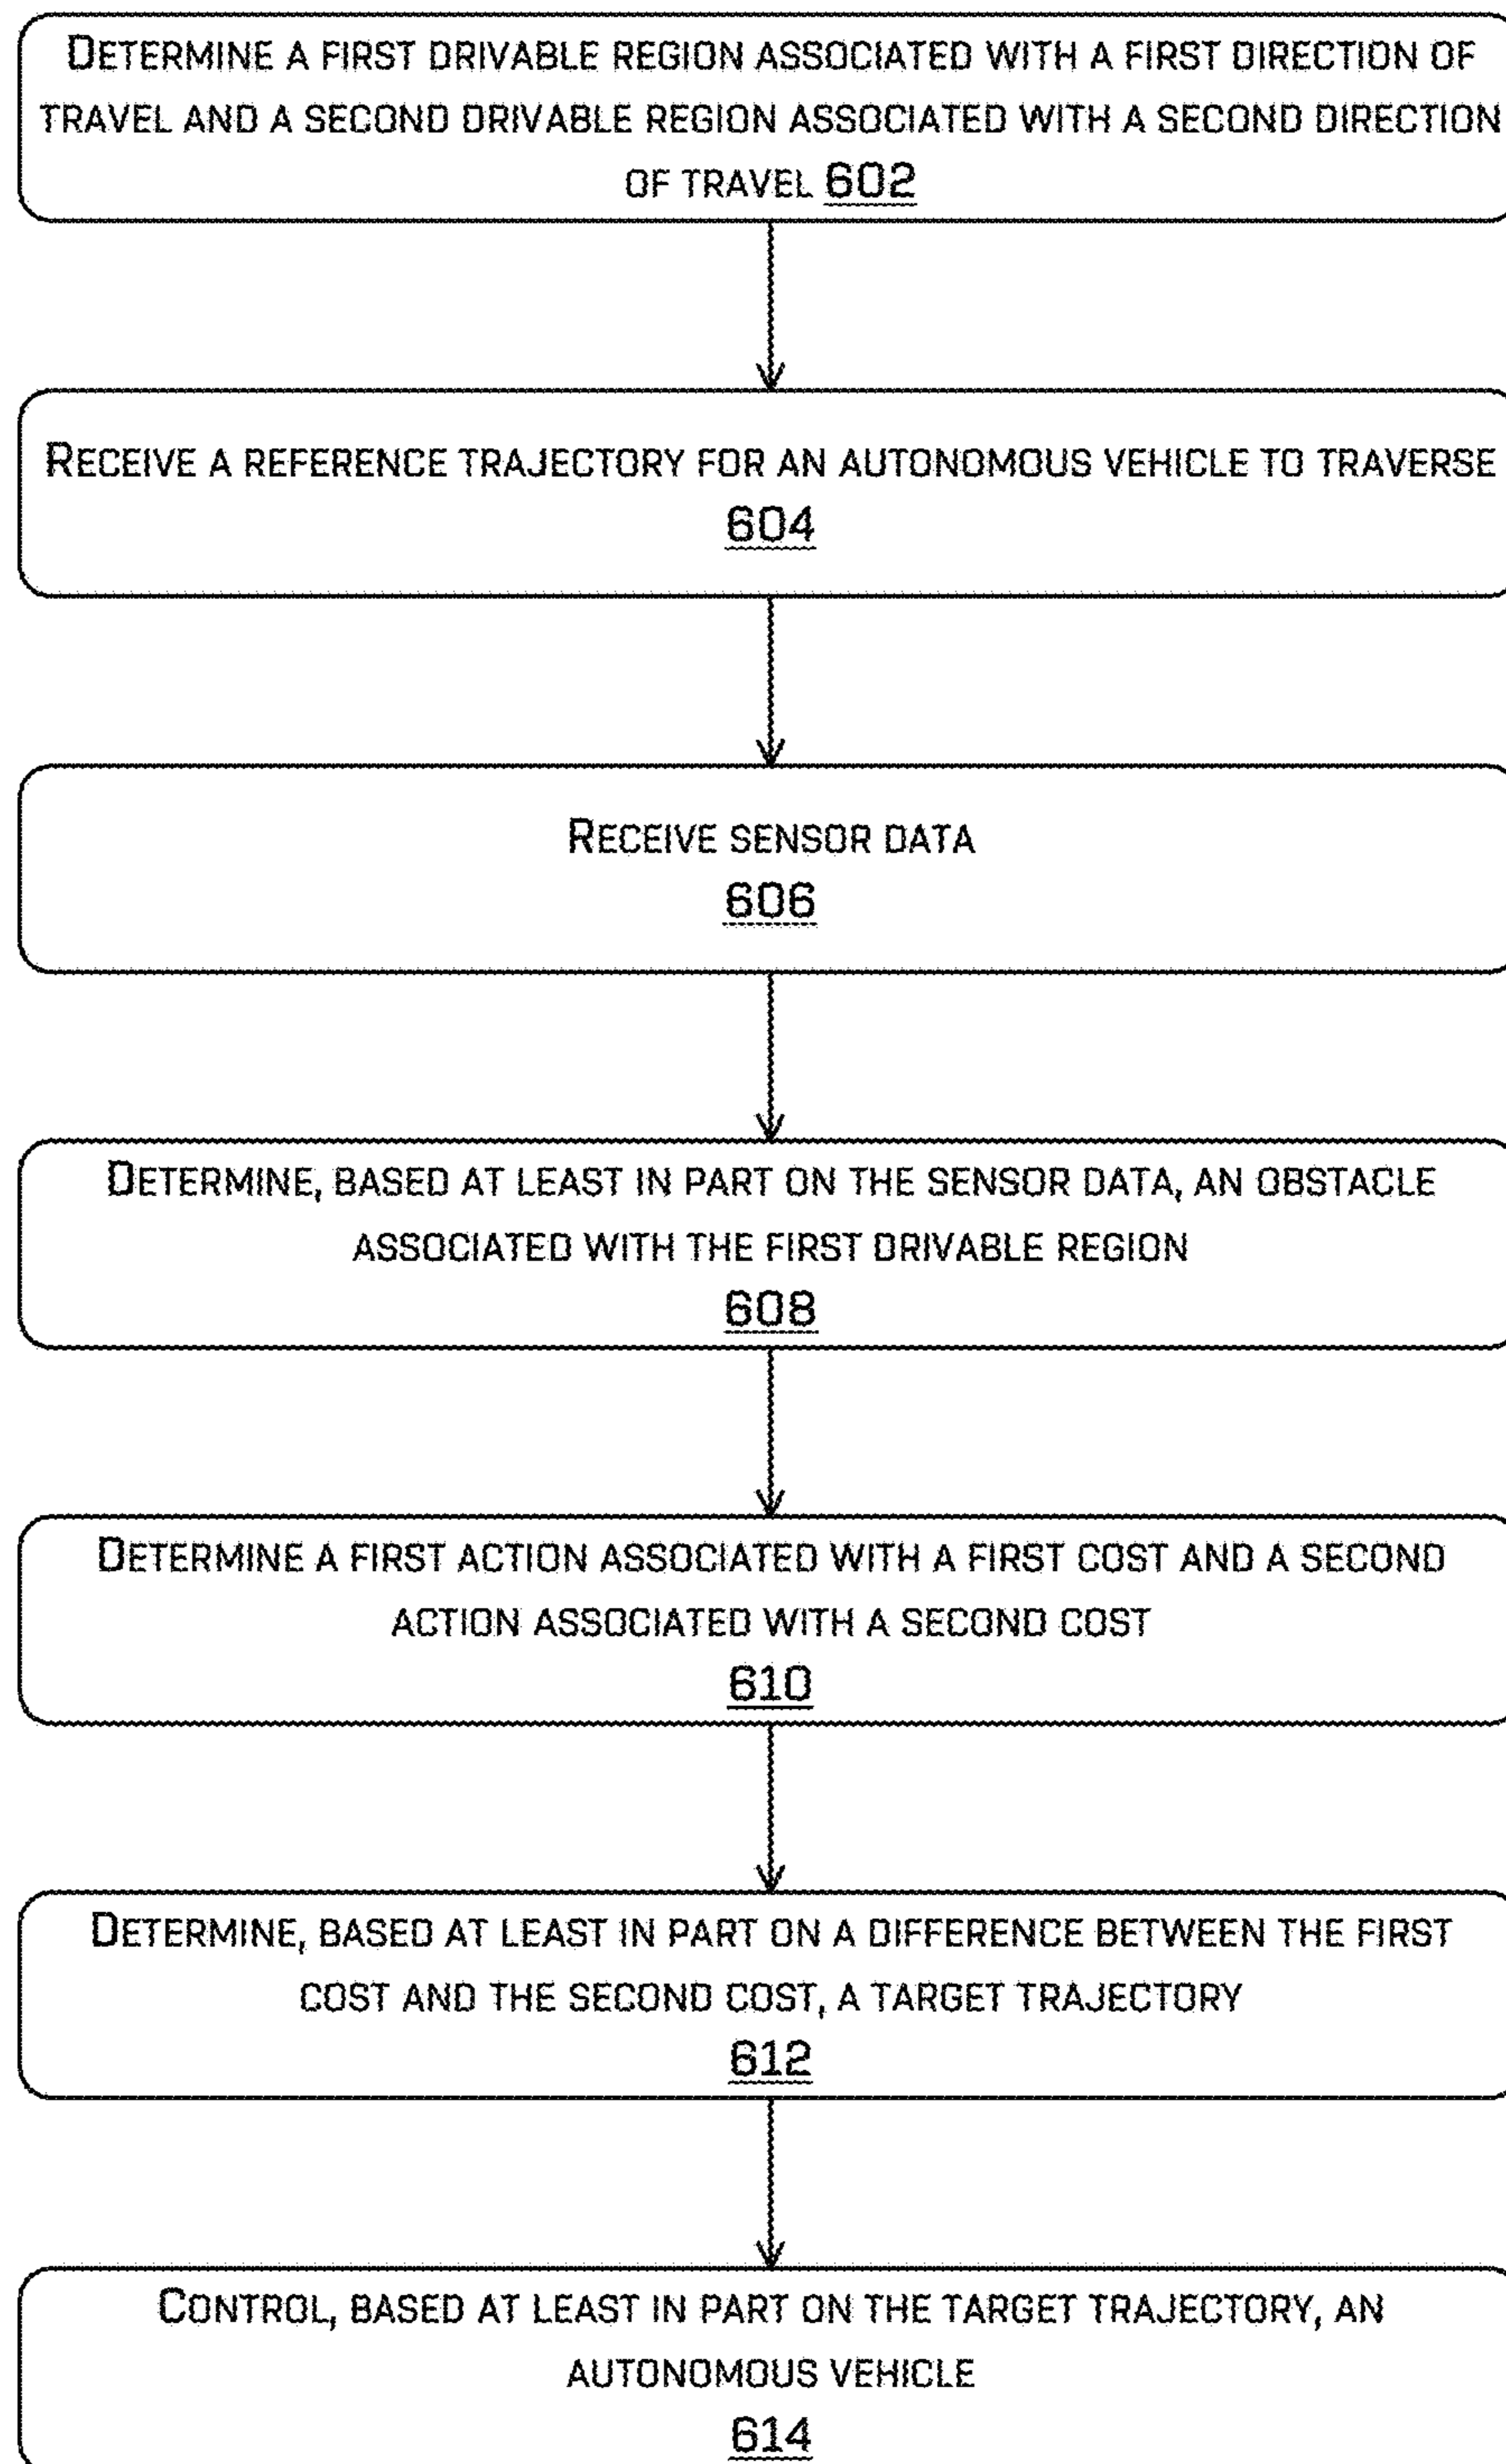 DETERMINE A FIRST DRIVABLE REGION ASSOCIATED WITH A FIRST DIRECTION OF
TRAVEL AND A SECOND DRIVABLE REGION ASSOCIATED WITH A SECOND DIRECTION
OF TRAVEL 602
RECEIVE A REFERENCE TRAJECTORY FOR AN AUTONOMOUS VEHICLE TO TRAVERSE
604
RECEIVE SENSOR DATA
606
DETERMINE, BASED AT LEAST IN PART ON THE SENSOR DATA, AN OBSTACLE
ASSOCIATED WITH THE FIRST DRIVABLE REGION
608
DETERMINE A FIRST ACTION ASSOCIATED WITH A FIRST COST AND A SECOND
ACTION ASSOCIATED WITH A SECOND COST
610
DETERMINE, BASED AT LEAST IN PART ON A DIFFERENCE BETWEEN THE FIRST
COST AND THE SECOND COST, A TARGET TRAJECTORY
612
CONTROL, BASED AT LEAST IN PART ON THE TARGET TRAJECTORY, AN
AUTONOMOUS VEHICLE
614